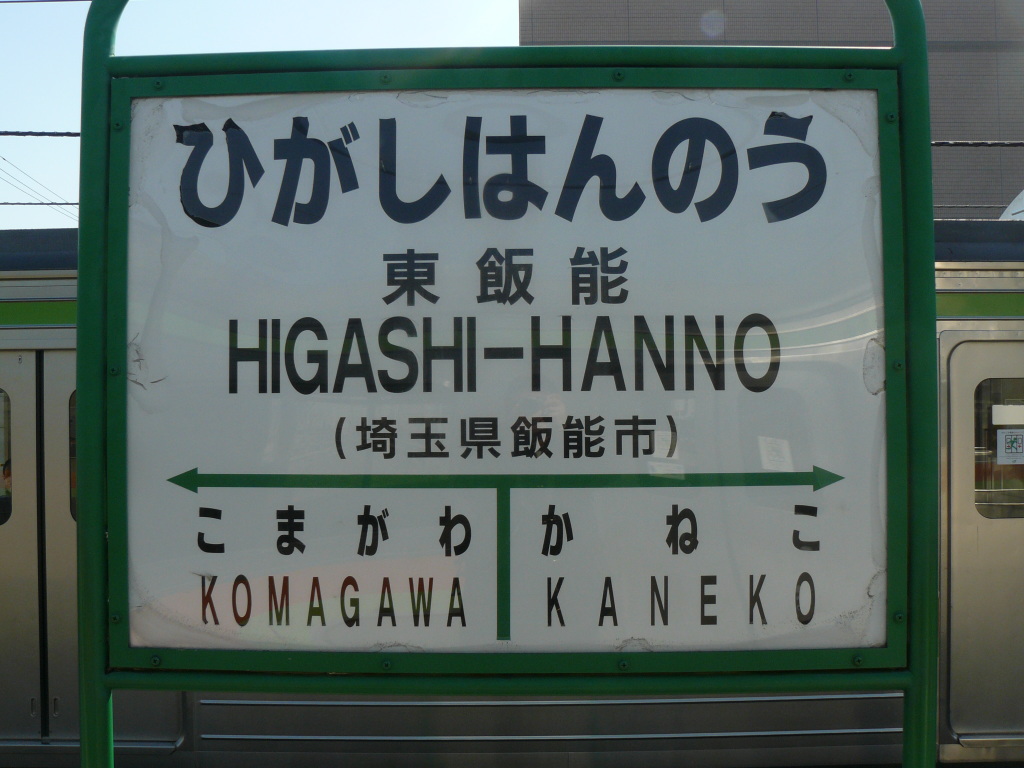 ひがしはんのう
東飯能
HIGASHI-HANNO
(埼玉県飯能市)
こまがわ かねこ
KOMAGAWA KANEKO